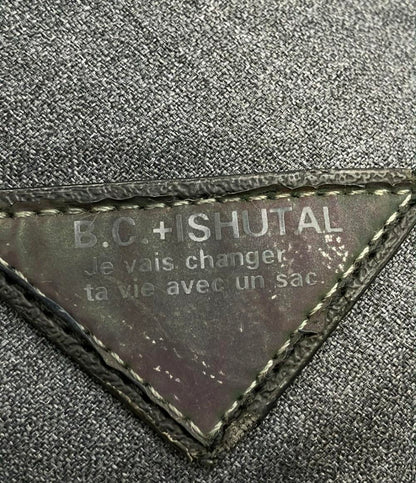 B.C.+ISHUTAL
Je vais changer
ta vie avec un sac.